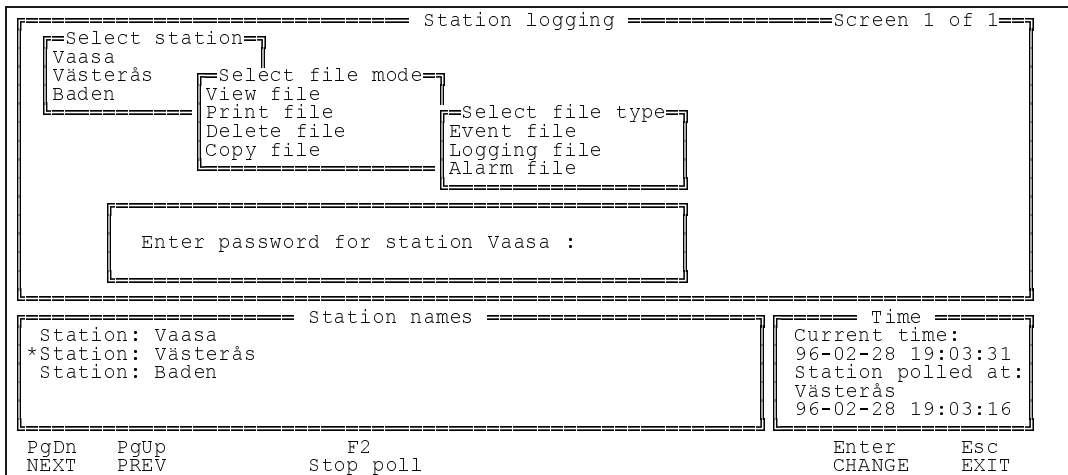 Station logging Screen 1 of 1
Select station
Vaasa
Västerås
Baden
Select file mode
View file
Print file
Delete file
Copy file
Select file type
Event file
Logging file
Alarm file
Enter password for station Vaasa :
Station names
Station: Vaasa
*Station: Västerås
Station: Baden
Time
Current time:
96-02-28 19:03:31
Station polled at:
Västerås
96-02-28 19:03:16
PgDn PgUp F2 Enter Esc
NEXT PREV Stop poll CHANGE EXIT